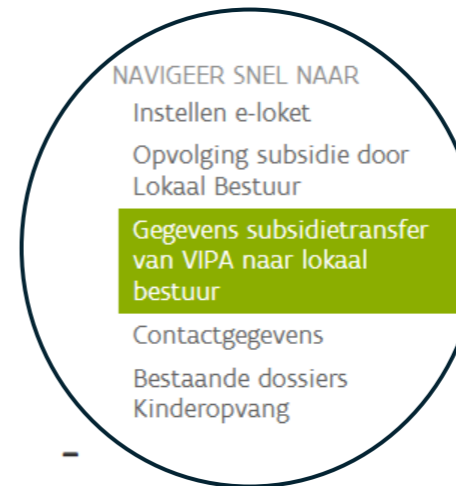 NAVIGEER SNEL NAAR
Instellen e-loket
Opvolging subsidie door
Lokaal Bestuur
Gegevens subsidietransfer
van VIPA naar lokaal
bestuur
Contactgegevens
Bestaande dossiers
Kinderopvang
-